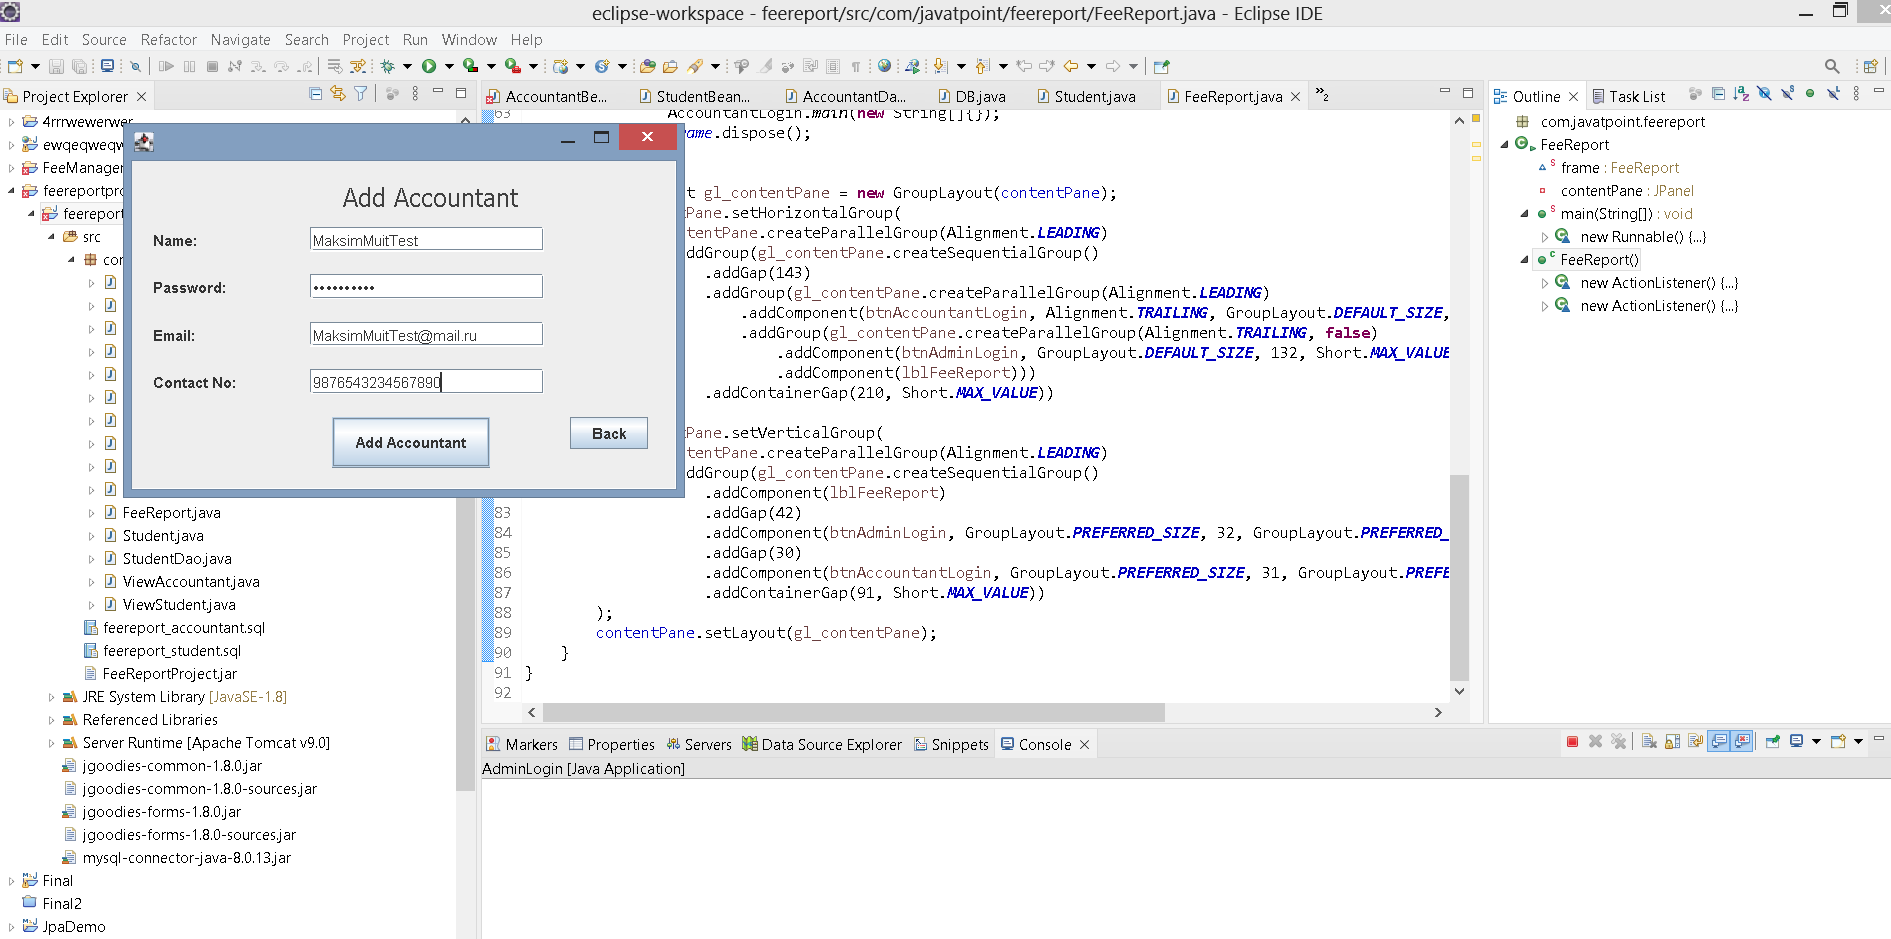 eclipse-workspace - feereport/src/com/javatpoint/feereport/FeeReport.java - Eclipse IDE
File Edit Source Refactor Navigate Search Project Run Window Help
Project Explorer
4rrrwewerwer
ewqeqweqw
FeeManager
feereportpro
feereport
src
com
FeeReport.java
Student.java
StudentDao.java
ViewAccountant.java
ViewStudent.java
feereport_accountant.sql
feereport_student.sql
FeeReportProject.jar
JRE System Library [JavaSE-1.8]
Referenced Libraries
Server Runtime [Apache Tomcat v9.0]
jgoodies-common-1.8.0.jar
jgoodies-common-1.8.0-sources.jar
jgoodies-forms-1.8.0.jar
jgoodies-forms-1.8.0-sources.jar
mysql-connector-java-8.0.13.jar
Final
Final2
JpaDemo
Add Accountant
Name: MaksimMuitTest
Password: ••••••••••
Email: MaksimMuitTest@mail.ru
Contact No: 9876543234567890
Add Accountant
Back
AccountantBe... StudentBean... AccountantDa... DB.java Student.java FeeReport.java »2
63 AccountantLogin.main(new String[]{});
ame.dispose();
t gl_contentPane = new GroupLayout(contentPane);
Pane.setHorizontalGroup(
tentPane.createParallelGroup(Alignment.LEADING)
ddGroup(gl_contentPane.createSequentialGroup()
.addGap(143)
.addGroup(gl_contentPane.createParallelGroup(Alignment.LEADING)
.addComponent(btnAccountantLogin, Alignment.TRAILING, GroupLayout.DEFAULT_SIZE,
.addGroup(gl_contentPane.createParallelGroup(Alignment.TRAILING, false)
.addComponent(btnAdminLogin, GroupLayout.DEFAULT_SIZE, 132, Short.MAX_VALUE
.addComponent(lblFeeReport)))
.addContainerGap(210, Short.MAX_VALUE))
Pane.setVerticalGroup(
tentPane.createParallelGroup(Alignment.LEADING)
ddGroup(gl_contentPane.createSequentialGroup()
.addComponent(lblFeeReport)
83 .addGap(42)
84 .addComponent(btnAdminLogin, GroupLayout.PREFERRED_SIZE, 32, GroupLayout.PREFERRED_
85 .addGap(30)
86 .addComponent(btnAccountantLogin, GroupLayout.PREFERRED_SIZE, 31, GroupLayout.PREFE
87 .addContainerGap(91, Short.MAX_VALUE))
88 );
89 contentPane.setLayout(gl_contentPane);
90 }
91 }
92
Markers Properties Servers Data Source Explorer Snippets Console
AdminLogin [Java Application]
Outline Task List
com.javatpoint.feereport
FeeReport
frame : FeeReport
contentPane : JPanel
main(String[]) : void
new Runnable() {...}
FeeReport()
new ActionListener() {...}
new ActionListener() {...}